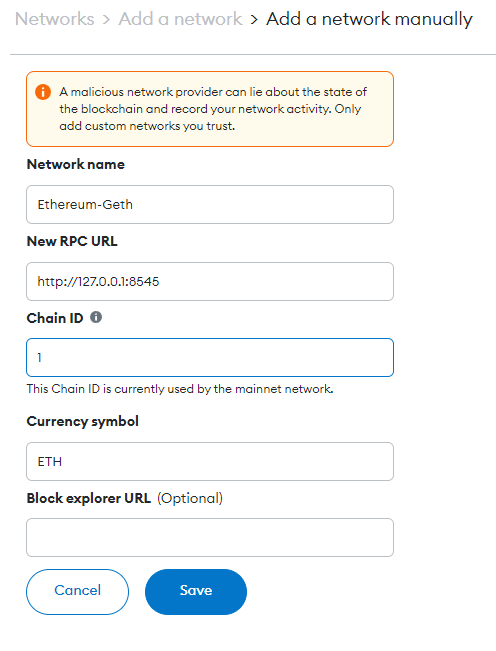 Networks > Add a network > Add a network manually
A malicious network provider can lie about the state of
the blockchain and record your network activity. Only
add custom networks you trust.
Network name
Ethereum-Geth
New RPC URL
http://127.0.0.1:8545
Chain ID
1
This Chain ID is currently used by the mainnet network.
Currency symbol
ETH
Block explorer URL (Optional)
Cancel
Save